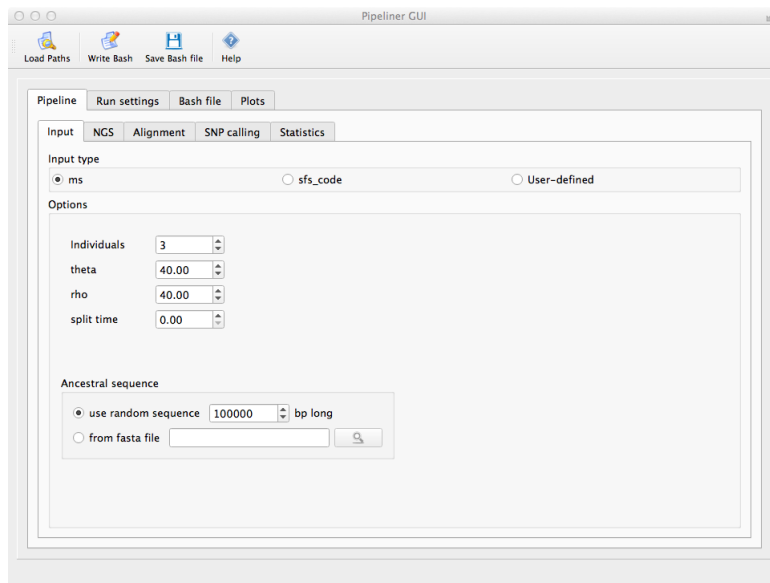 Pipeliner GUI
Load Paths Write Bash Save Bash file Help
Pipeline Run settings Bash file Plots
Input NGS Alignment SNP calling Statistics
Input type
ms sfs_code User-defined
Options
Individuals 3
theta 40.00
rho 40.00
split time 0.00
Ancestral sequence
use random sequence 100000 bp long
from fasta file